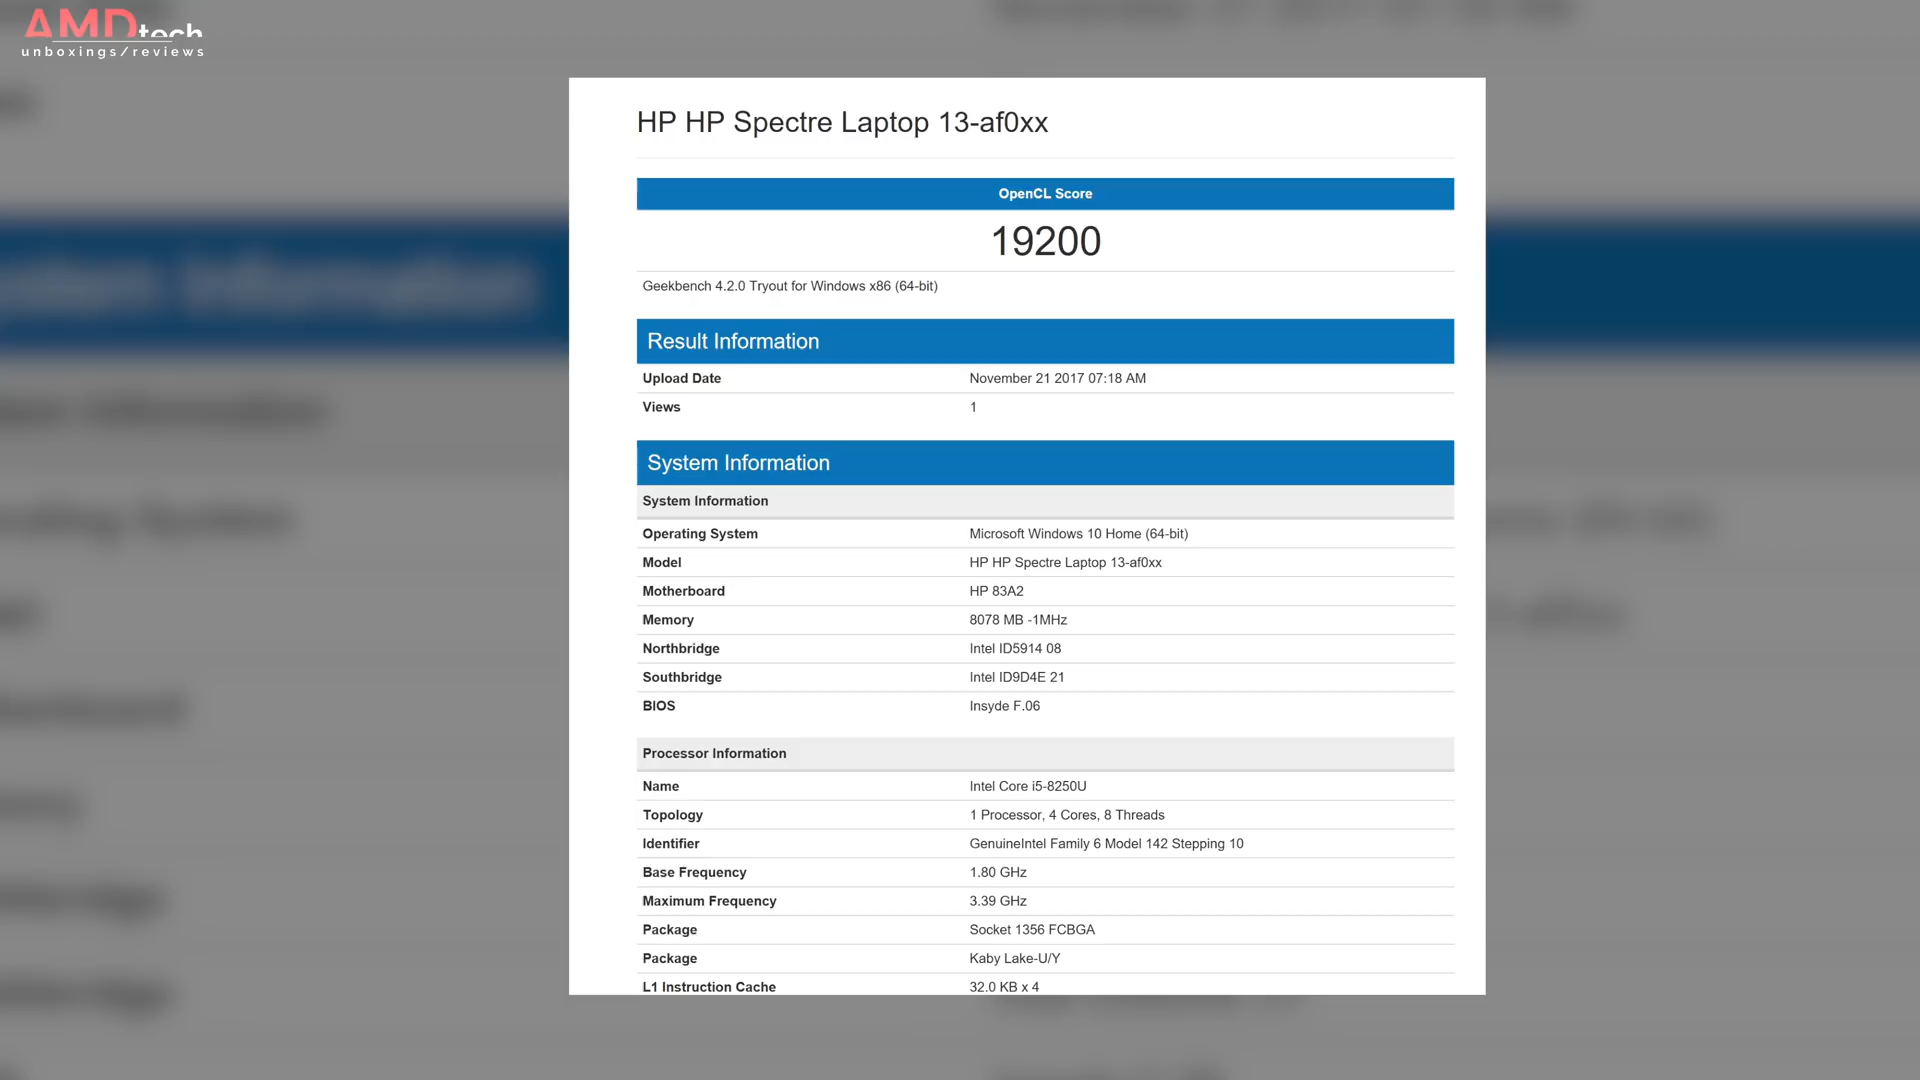 AMDtech
unboxings/reviews
HP HP Spectre Laptop 13-af0xx
OpenCL Score
19200
Geekbench 4.2.0 Tryout for Windows x86 (64-bit)
Result Information
Upload Date November 21 2017 07:18 AM
Views 1
System Information
System Information
Operating System Microsoft Windows 10 Home (64-bit)
Model HP HP Spectre Laptop 13-af0xx
Motherboard HP 83A2
Memory 8078 MB -1MHz
Northbridge Intel ID5914 08
Southbridge Intel ID9D4E 21
BIOS Insyde F.06
Processor Information
Name Intel Core i5-8250U
Topology 1 Processor, 4 Cores, 8 Threads
Identifier GenuineIntel Family 6 Model 142 Stepping 10
Base Frequency 1.80 GHz
Maximum Frequency 3.39 GHz
Package Socket 1356 FCBGA
Package Kaby Lake-U/Y
L1 Instruction Cache 32.0 KB x 4